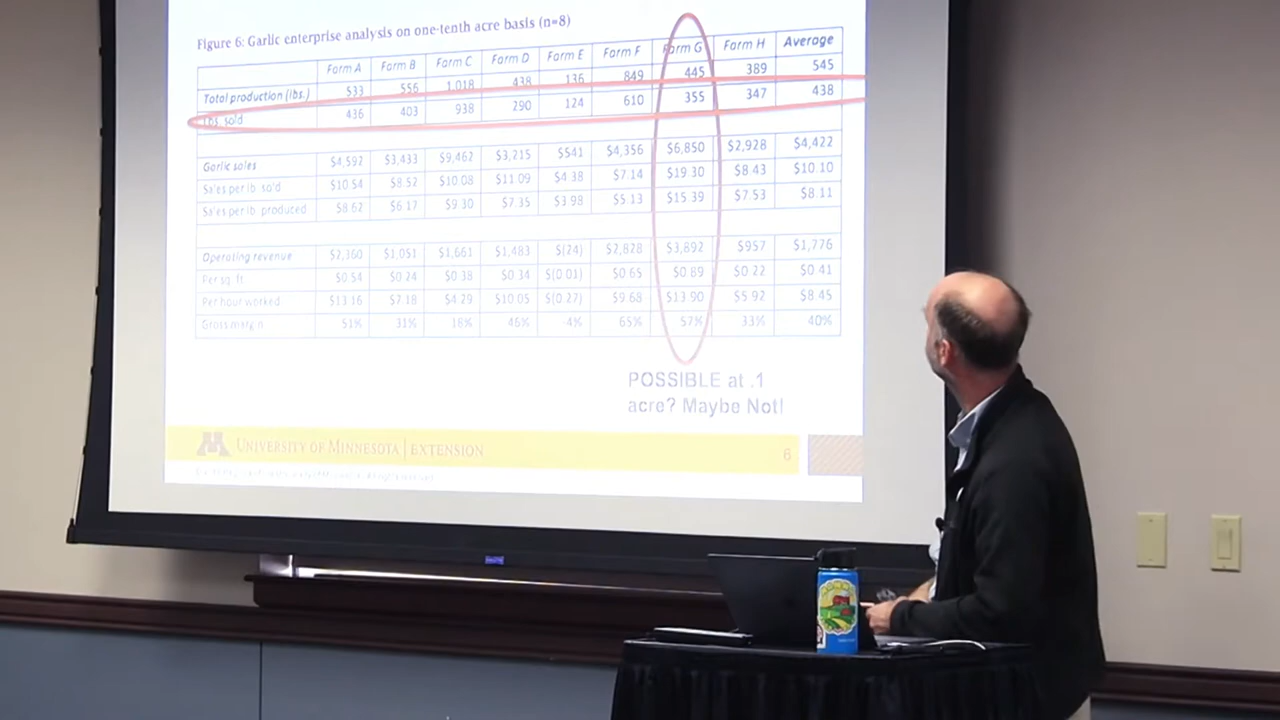 Figure 6: Garlic enterprise analysis on one-tenth acre basis (n=8)
Farm A Farm B Farm C Farm D Farm E Farm F Farm G Farm H Average
Total production (lbs.) 533 556 1,018 438 136 849 445 389 545
Lbs. sold 436 403 938 290 124 610 355 347 438
Garlic sales $4,592 $3,433 $9,462 $3,215 $541 $4,356 $6,850 $2,928 $4,422
Sales per lb. sold $10.54 $8.52 $10.08 $11.09 $4.38 $7.14 $19.30 $8.43 $10.10
Sales per lb. produced $8.62 $6.17 $9.30 $7.35 $3.98 $5.13 $15.39 $7.53 $8.11
Operating revenue $2,360 $1,051 $1,661 $1,483 $(24) $2,828 $3,892 $957 $1,776
Per sq. ft. $0.54 $0.24 $0.38 $0.34 $(0.01) $0.65 $0.89 $0.22 $0.41
Per hour worked $13.16 $7.18 $4.29 $10.05 $(0.27) $9.68 $13.90 $5.92 $8.45
Gross margin 51% 31% 18% 46% -4% 65% 57% 33% 40%
POSSIBLE at .1
acre? Maybe Not!
UNIVERSITY OF MINNESOTA | EXTENSION
6